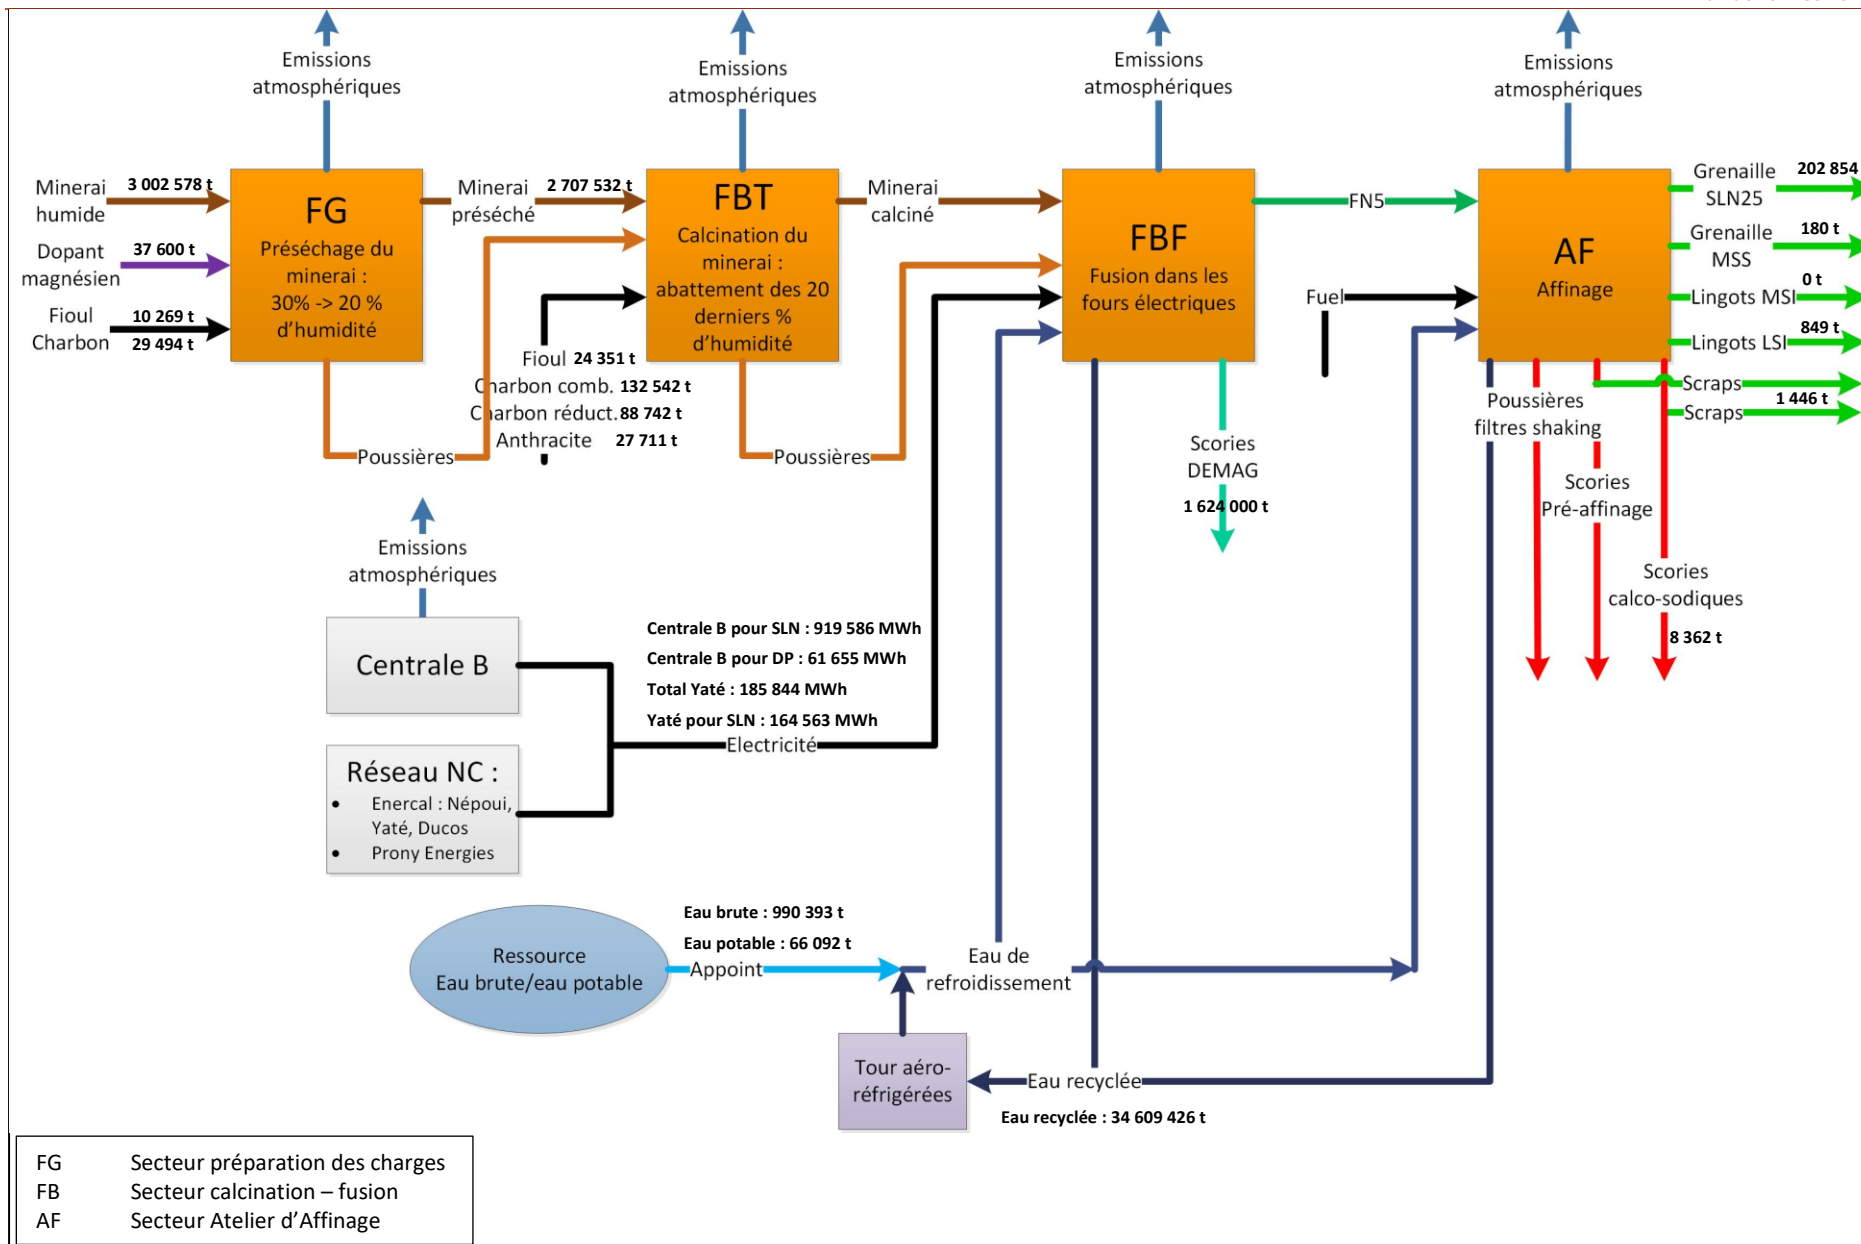 Emissions
atmosphériques
Emissions
atmosphériques
Emissions
atmosphériques
Emissions
atmosphériques
Minerai
humide
3 002 578 t
Dopant
magnésien
37 600 t
Fioul
Charbon
10 269 t
29 494 t
FG
Préséchage du
minerai :
30% -> 20 %
d’humidité
Minerai
préséché
2 707 532 t
FBT
Calcination du
minerai :
abattement des 20
derniers %
d’humidité
Minerai
calciné
FBF
Fusion dans les
fours électriques
FN5
Fuel
AF
Affinage
Grenaille
SLN25
202 854
Grenaille
MSS
180 t
Lingots MSI
0 t
Lingots LSI
849 t
Scraps
Scraps
1 446 t
Fioul 24 351 t
Charbon comb. 132 542 t
Charbon réduct. 88 742 t
Anthracite 27 711 t
Poussières
Poussières
Scories
DEMAG
1 624 000 t
Poussières
filtres shaking
Scories
Pré-affinage
Scories
calco-sodiques
8 362 t
Emissions
atmosphériques
Centrale B
Centrale B pour SLN : 919 586 MWh
Centrale B pour DP : 61 655 MWh
Total Yaté : 185 844 MWh
Yaté pour SLN : 164 563 MWh
Electricité
Réseau NC :
• Enercal : Népoui,
Yaté, Ducos
• Prony Energies
Ressource
Eau brute/eau potable
Eau brute : 990 393 t
Eau potable : 66 092 t
Appoint
Eau de
refroidissement
Tour aéro-
réfrigérées
Eau recyclée
Eau recyclée : 34 609 426 t
FG Secteur préparation des charges
FB Secteur calcination – fusion
AF Secteur Atelier d’Affinage